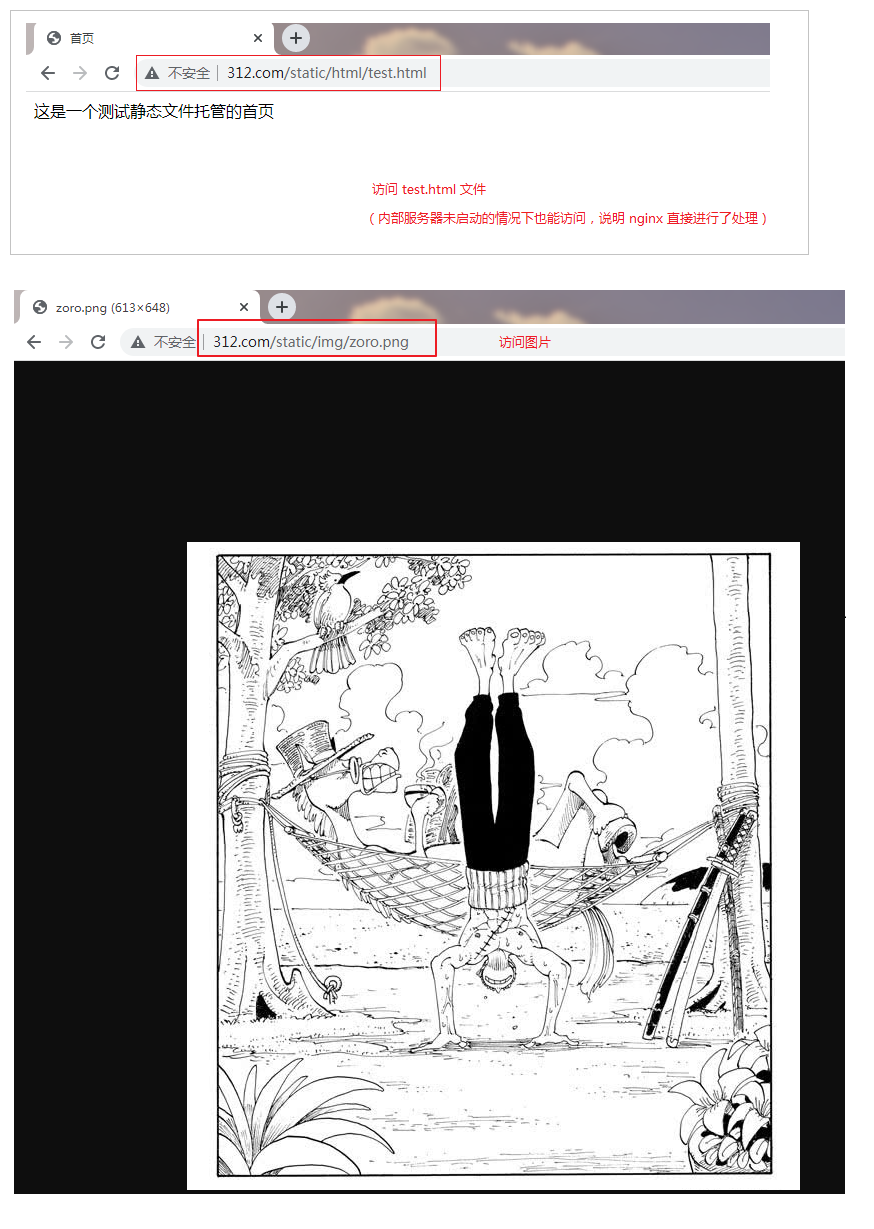 首页
不安全 | 312.com/static/html/test.html
这是一个测试静态文件托管的首页
访问 test.html 文件
（内部服务器未启动的情况下也能访问，说明 nginx 直接进行了处理）
zoro.png (613×648)
不安全 | 312.com/static/img/zoro.png 访问图片